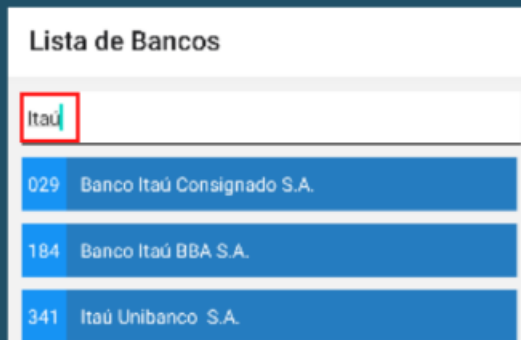 Lista de Bancos
Itaú
029 Banco Itaú Consignado S.A.
184 Banco Itaú BBA S.A.
341 Itaú Unibanco S.A.